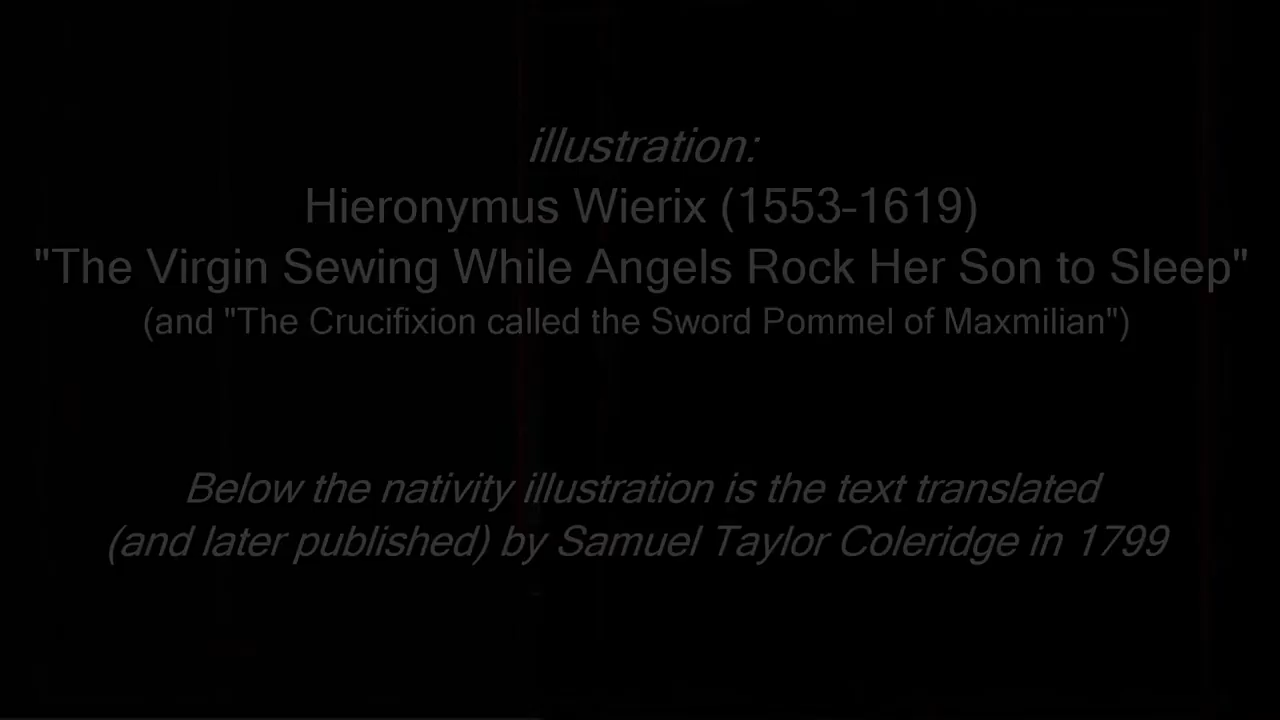 illustration:
Hieronymus Wierix (1553-1619)
"The Virgin Sewing While Angels Rock Her Son to Sleep"
(and "The Crucifixion called the Sword Pommel of Maxmilian")
Below the nativity illustration is the text translated
(and later published) by Samuel Taylor Coleridge in 1799